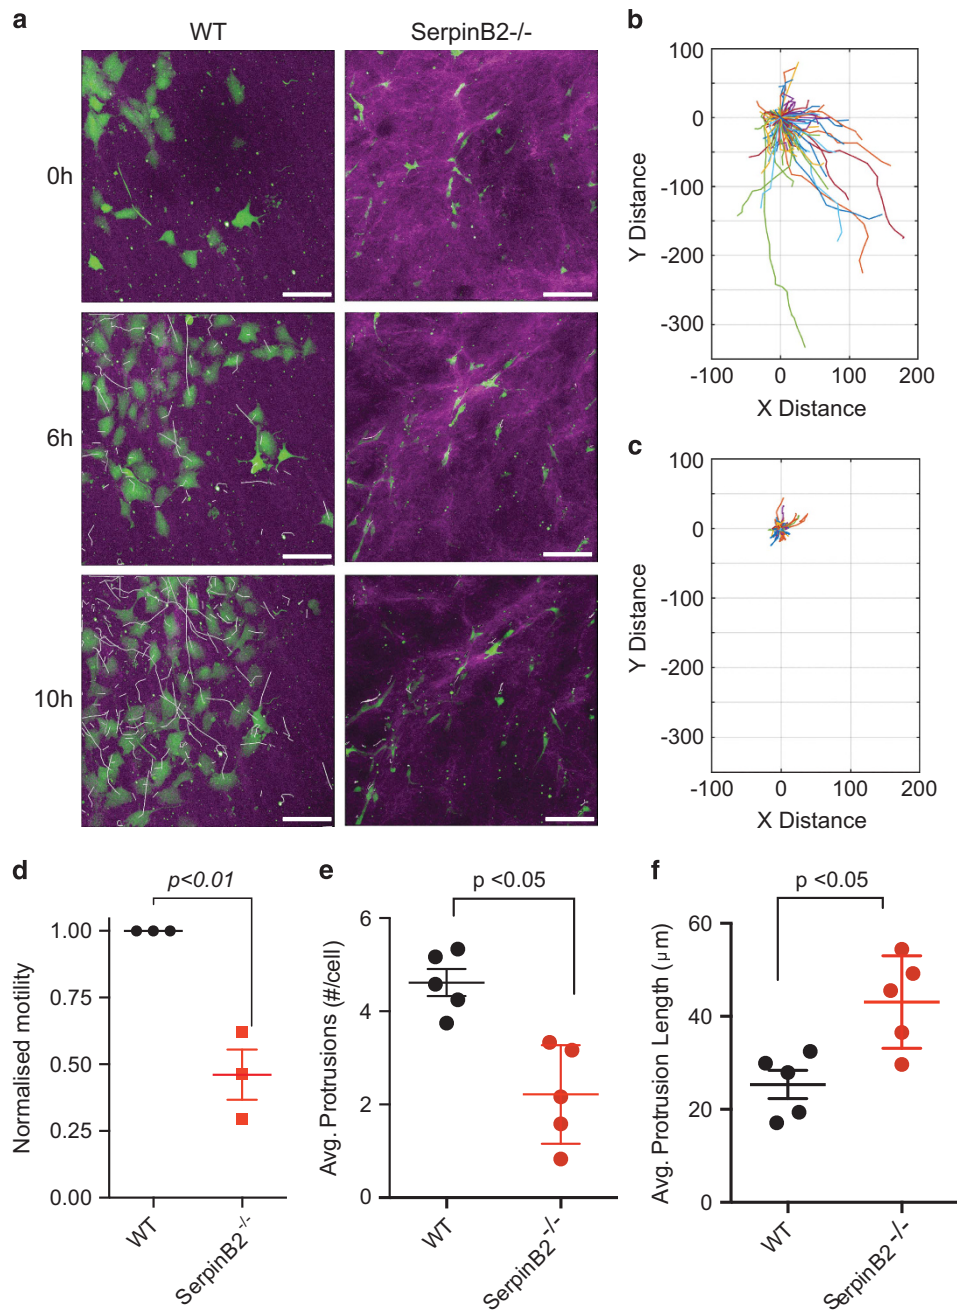 a
WT
SerpinB2-/-
0h
6h
10h
b
100
0
-100
-200
-300
Y Distance
-100
0
100
200
X Distance
c
100
0
-100
-200
-300
Y Distance
-100
0
100
200
X Distance
d
p<0.01
1.00
0.75
0.50
0.25
0.00
Normalised motility
WT
SerpinB2-/-
e
p <0.05
6
4
2
0
Avg. Protrusions (#/cell)
WT
SerpinB2-/-
f
p <0.05
60
40
20
0
Avg. Protrusion Length (μm)
WT
SerpinB2-/-